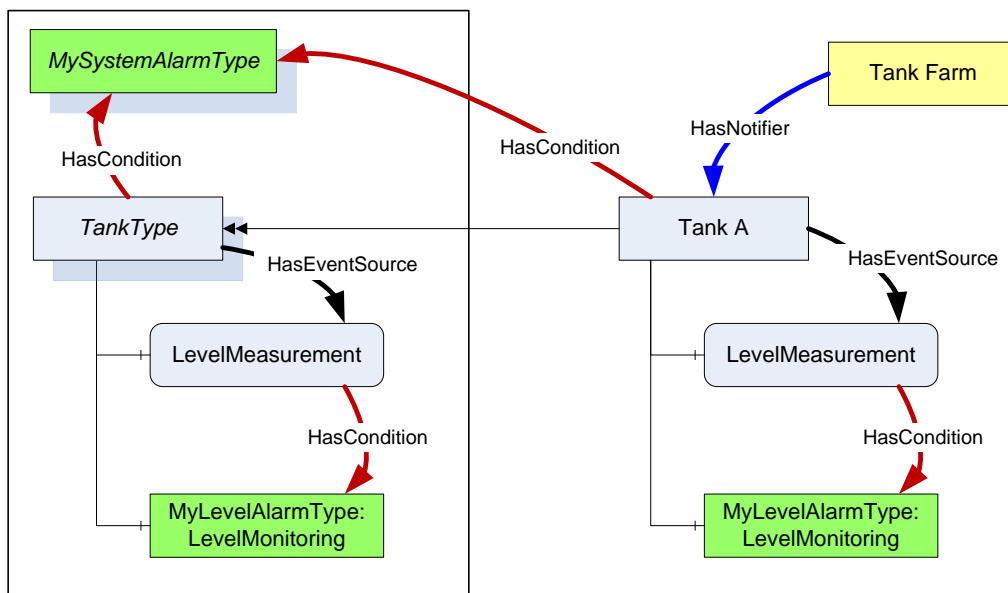 MySystemAlarmType
Tank Farm
HasNotifier
HasCondition
HasCondition
TankType
Tank A
HasEventSource
HasEventSource
LevelMeasurement
LevelMeasurement
HasCondition
HasCondition
MyLevelAlarmType:
LevelMonitoring
MyLevelAlarmType:
LevelMonitoring